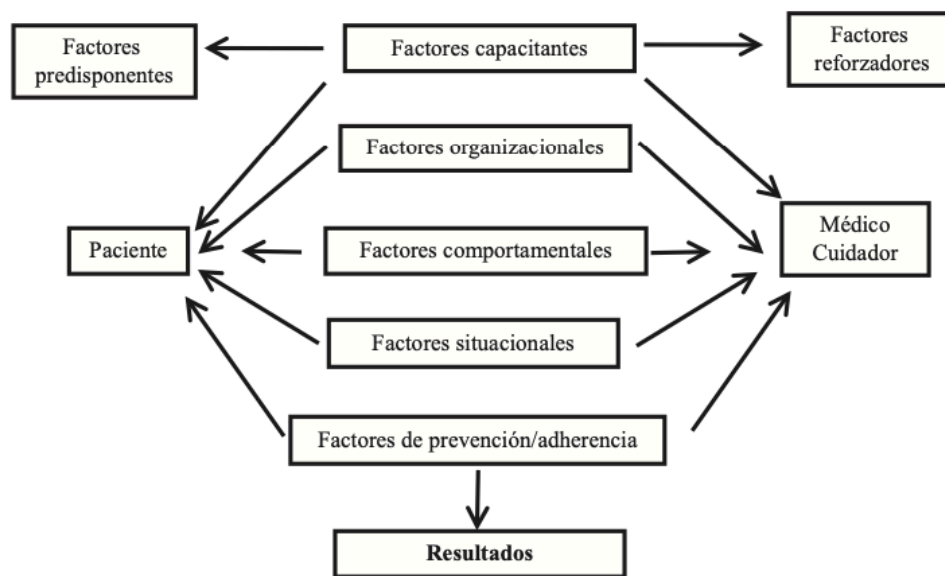 Factores
predisponentes
Factores capacitantes
Factores
reforzadores
Factores organizacionales
Paciente
Factores comportamentales
Médico
Cuidador
Factores situacionales
Factores de prevención/adherencia
Resultados